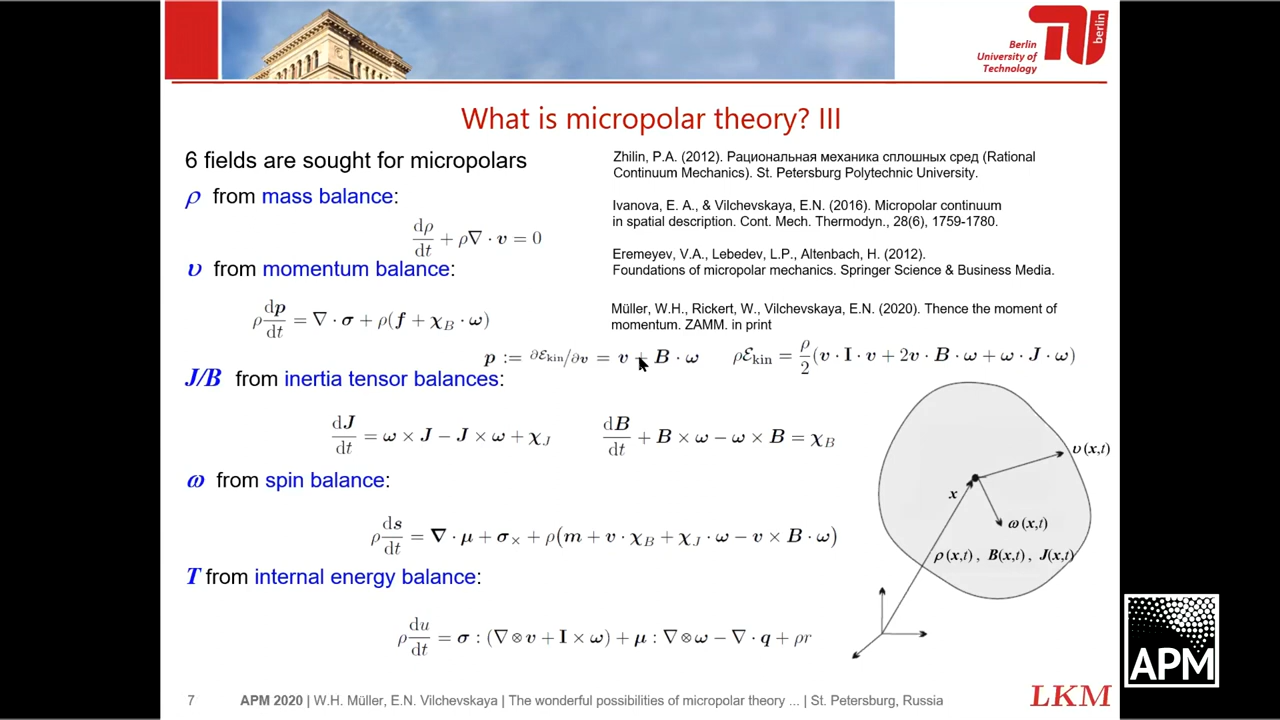 Berlin
University of
Technology
berlin
What is micropolar theory? III
6 fields are sought for micropolars
ρ from mass balance:
dρ/dt + ρ∇ · v = 0
υ from momentum balance:
ρ dp/dt = ∇ · σ + ρ(f + χ_B · ω)
Zhilin, P.A. (2012). Рациональная механика сплошных сред (Rational
Continuum Mechanics). St. Petersburg Polytechnic University.
Ivanova, E. A., & Vilchevskaya, E.N. (2016). Micropolar continuum
in spatial description. Cont. Mech. Thermodyn., 28(6), 1759-1780.
Eremeyev, V.A., Lebedev, L.P., Altenbach, H. (2012).
Foundations of micropolar mechanics. Springer Science & Business Media.
Müller, W.H., Rickert, W., Vilchevskaya, E.N. (2020). Thence the moment of
momentum. ZAMM. in print
p := ∂ℰ_kin/∂v = v + B · ω ρℰ_kin = ρ/2 (v · I · v + 2v · B · ω + ω · J · ω)
J/B from inertia tensor balances:
dJ/dt = ω × J − J × ω + χ_J dB/dt + B × ω − ω × B = χ_B
ω from spin balance:
ρ ds/dt = ∇ · μ + σ_× + ρ(m + v · χ_B + χ_J · ω − v × B · ω)
T from internal energy balance:
ρ du/dt = σ : (∇ ⊗ v + I × ω) + μ : ∇ ⊗ ω − ∇ · q + ρr
υ(x,t)
x
ω(x,t)
ρ(x,t), B(x,t), J(x,t)
7 APM 2020 | W.H. Müller, E.N. Vilchevskaya | The wonderful possibilities of micropolar theory ... | St. Petersburg, Russia
LKM
APM